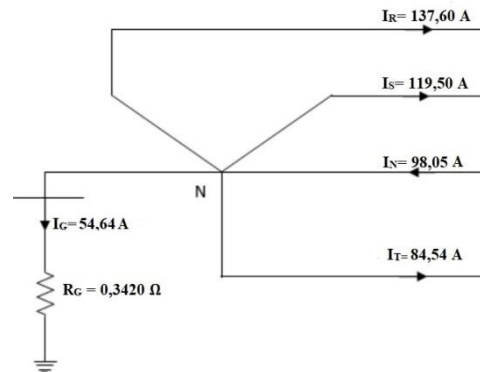 IR= 137,60 A
IS= 119,50 A
IN= 98,05 A
N
IG= 54,64 A
IT= 84,54 A
RG = 0,3420 Ω